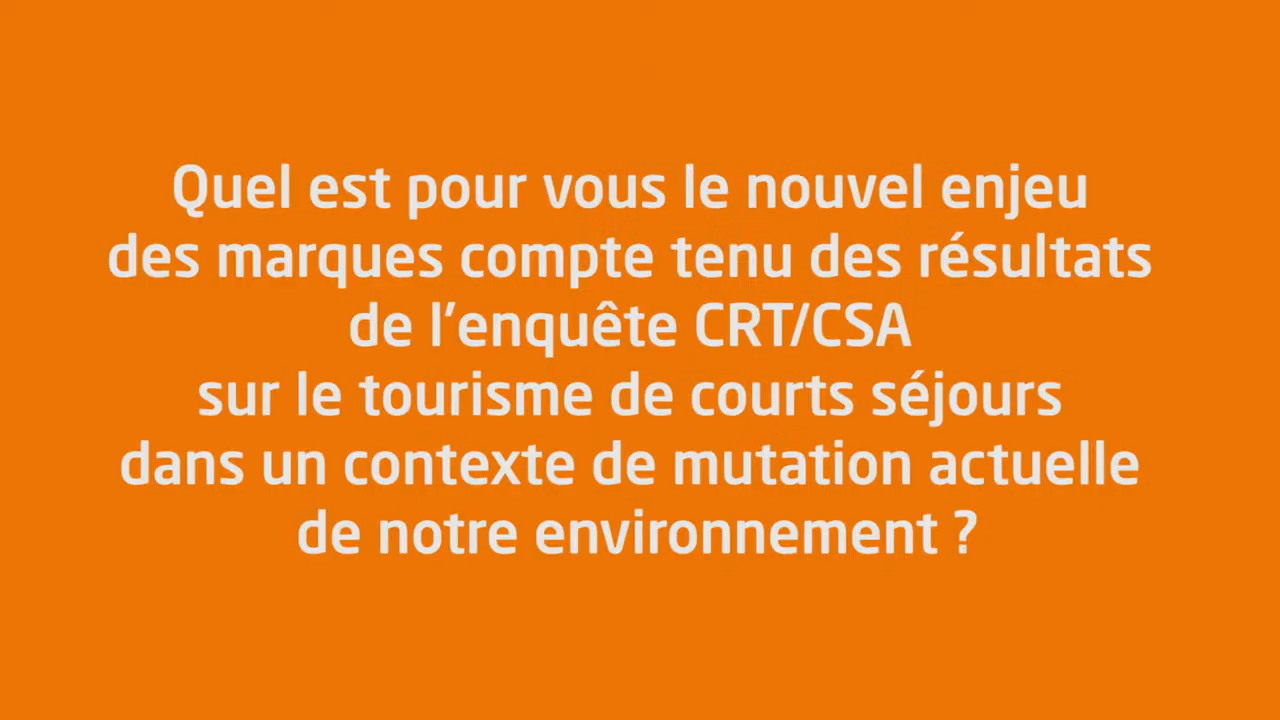 Quel est pour vous le nouvel enjeu
des marques compte tenu des résultats
de l’enquête CRT/CSA
sur le tourisme de courts séjours
dans un contexte de mutation actuelle
de notre environnement ?